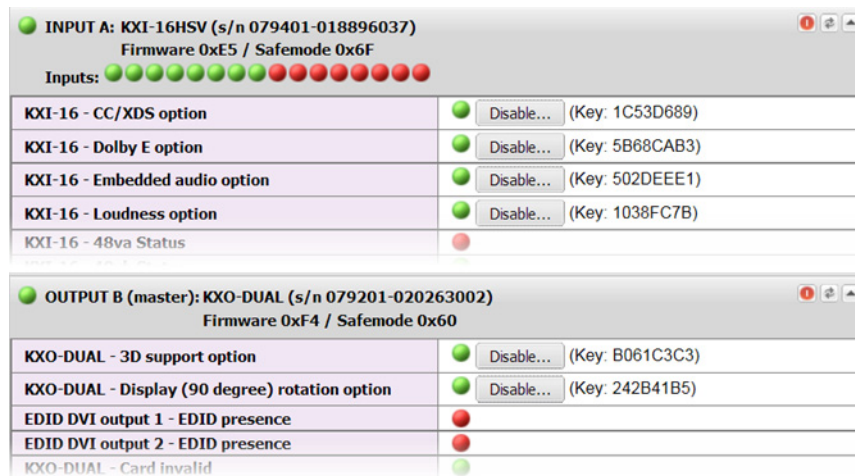 INPUT A: KXI-16HSV (s/n 079401-018896037)
Firmware 0xE5 / Safemode 0x6F
Inputs:
KXI-16 - CC/XDS option Disable... (Key: 1C53D689)
KXI-16 - Dolby E option Disable... (Key: 5B68CAB3)
KXI-16 - Embedded audio option Disable... (Key: 502DEEE1)
KXI-16 - Loudness option Disable... (Key: 1038FC7B)
KXI-16 - 48va Status
OUTPUT B (master): KXO-DUAL (s/n 079201-020263002)
Firmware 0xF4 / Safemode 0x60
KXO-DUAL - 3D support option Disable... (Key: B061C3C3)
KXO-DUAL - Display (90 degree) rotation option Disable... (Key: 242B41B5)
EDID DVI output 1 - EDID presence
EDID DVI output 2 - EDID presence
KXO-DUAL - Card invalid